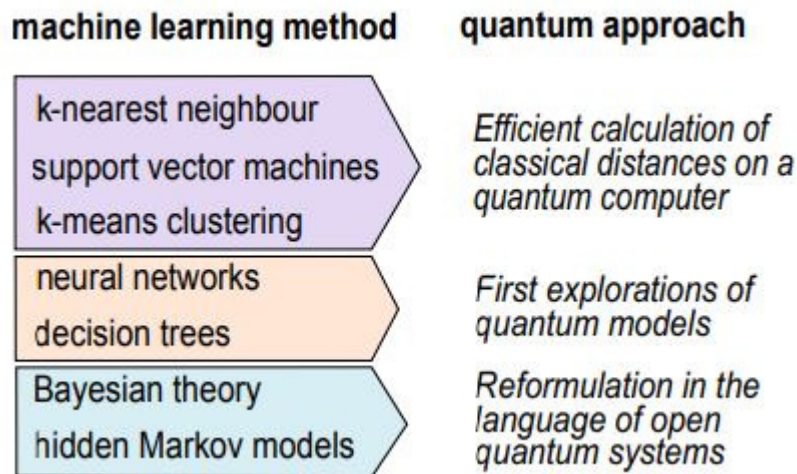 machine learning method
quantum approach
k-nearest neighbour
support vector machines
k-means clustering
Efficient calculation of
classical distances on a
quantum computer
neural networks
decision trees
First explorations of
quantum models
Bayesian theory
hidden Markov models
Reformulation in the
language of open
quantum systems